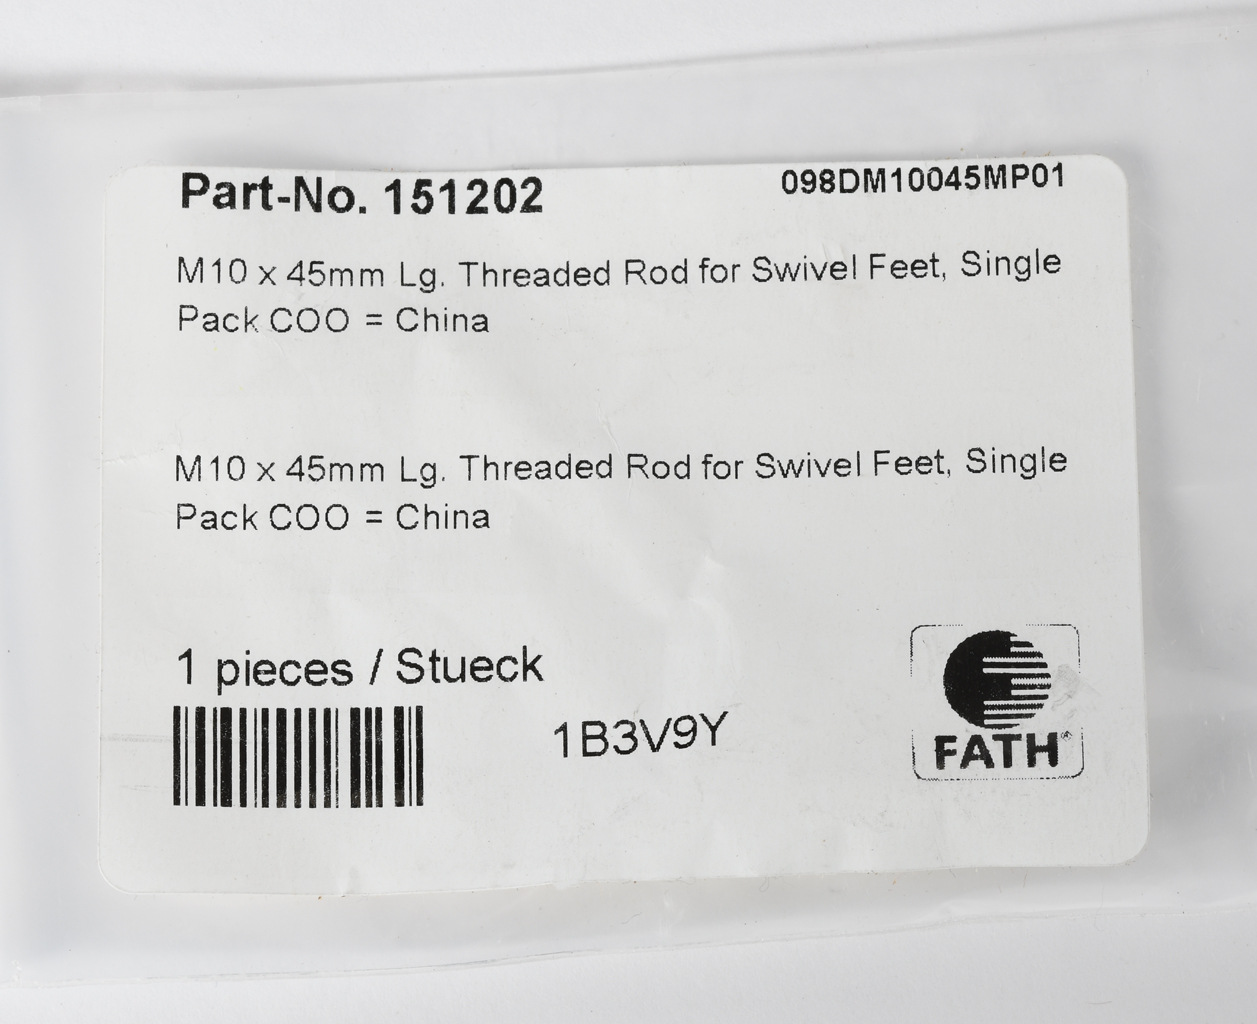 Part-No. 151202
098DM10045MP01
M10 x 45mm Lg. Threaded Rod for Swivel Feet, Single
Pack COO = China
M10 x 45mm Lg. Threaded Rod for Swivel Feet, Single
Pack COO = China
1 pieces / Stueck
1B3V9Y
FATH®